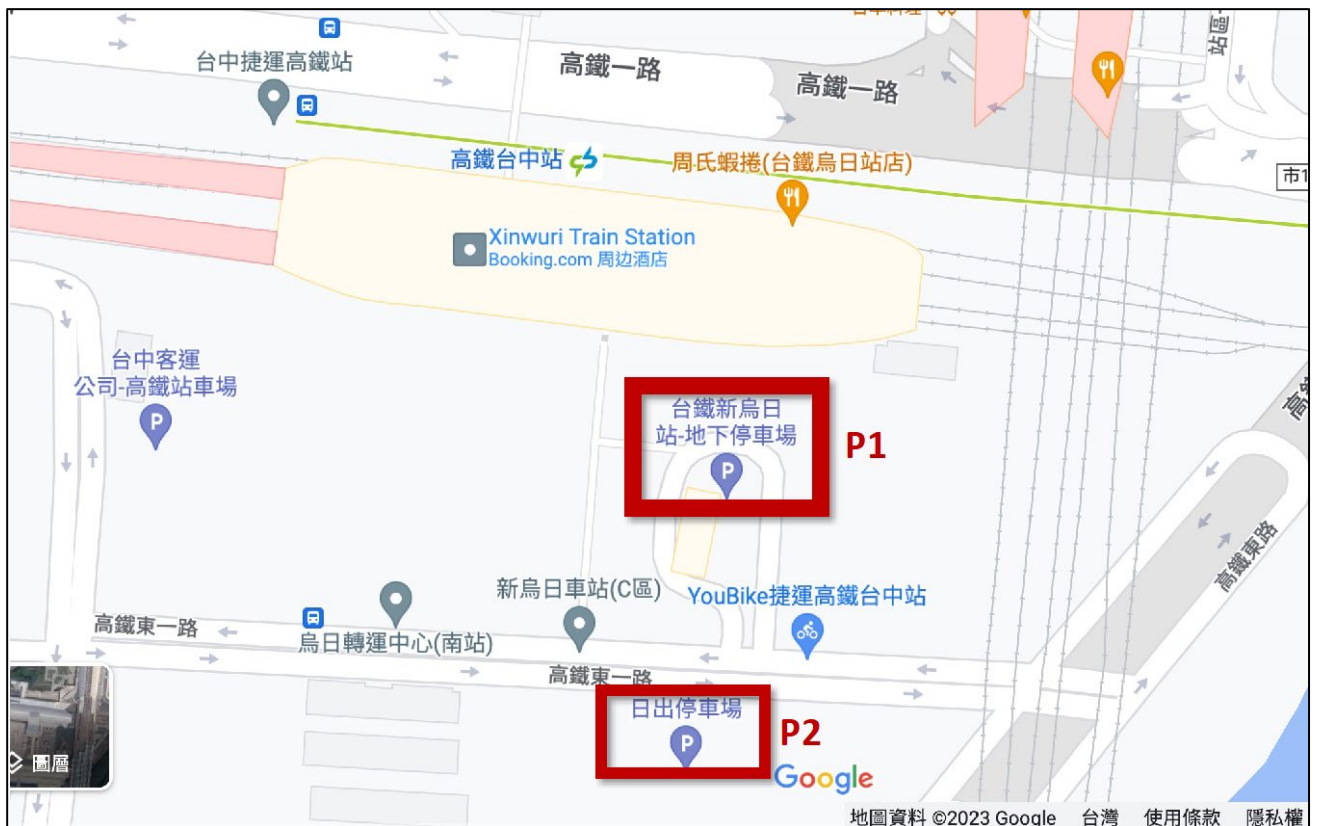 台中捷運高鐵站
高鐵一路
高鐵一路
站區
高鐵台中站
周氏蝦捲(台鐵烏日站店)
市1
Xinwuri Train Station
Booking.com 周边酒店
台中客運
公司-高鐵站車場
P
台鐵新烏日
站-地下停車場
P
P1
高鐵東路
新烏日車站(C區)
YouBike捷運高鐵台中站
高鐵東一路
烏日轉運中心(南站)
高鐵東一路
日出停車場
P
P2
圖層
Google
地圖資料 ©2023 Google 台灣 使用條款 隱私權